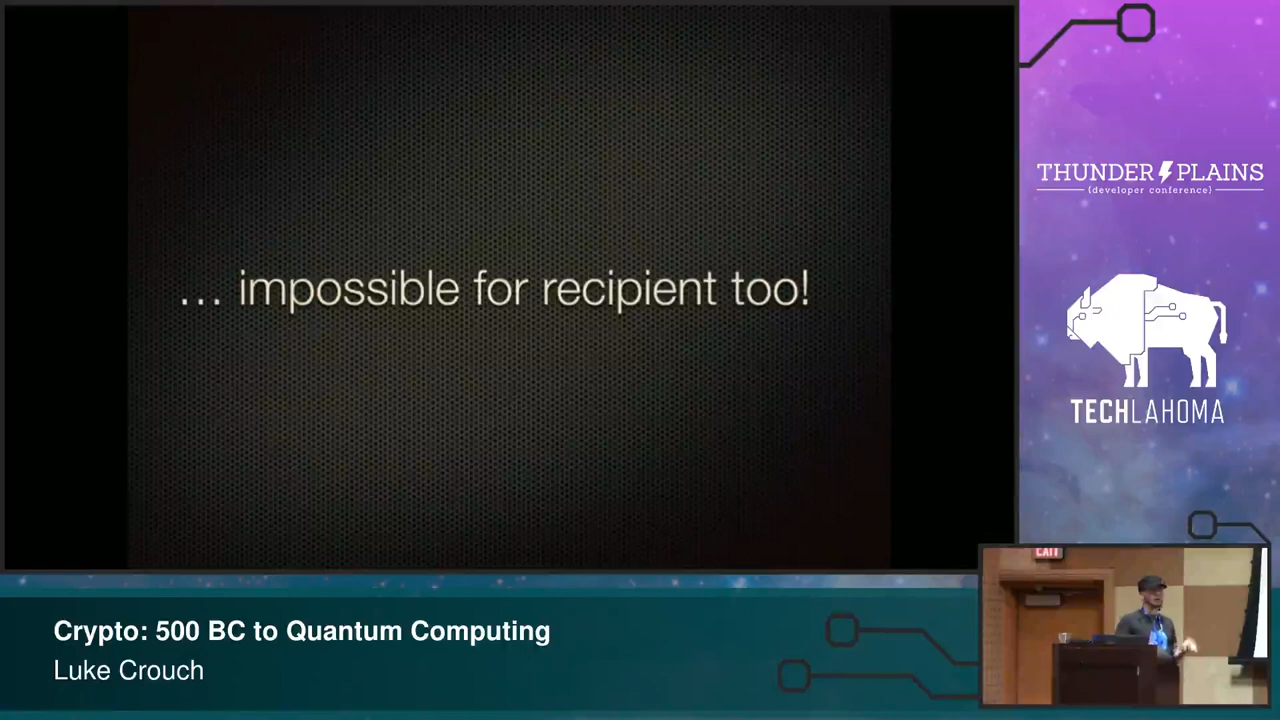 … impossible for recipient too!
THUNDER PLAINS
{developer conference}
TECHLAHOMA
EXIT
Crypto: 500 BC to Quantum Computing
Luke Crouch